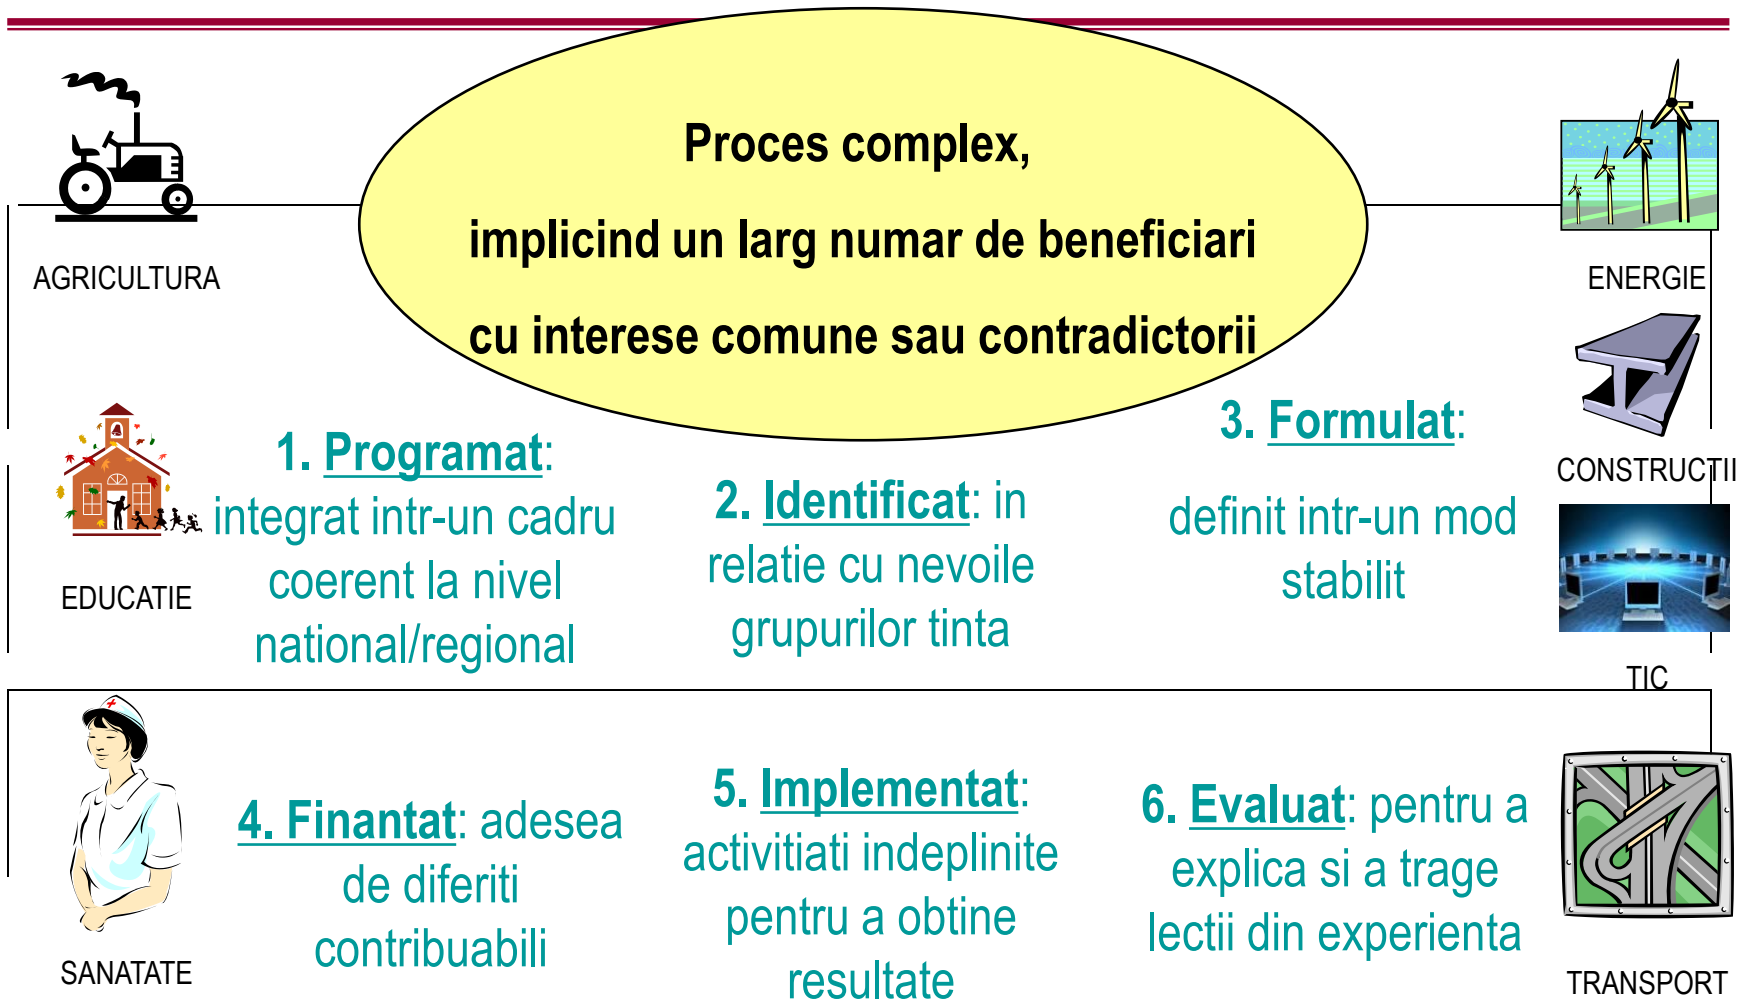 Proces complex,
implicind un larg numar de beneficiari
cu interese comune sau contradictorii
AGRICULTURA
ENERGIE
CONSTRUCTII
EDUCATIE
1. Programat:
integrat intr-un cadru
coerent la nivel
national/regional
2. Identificat: in
relatie cu nevoile
grupurilor tinta
3. Formulat:
definit intr-un mod
stabilit
TIC
SANATATE
4. Finantat: adesea
de diferiti
contribuabili
5. Implementat:
activitiati indeplinite
pentru a obtine
resultate
6. Evaluat: pentru a
explica si a trage
lectii din experienta
TRANSPORT